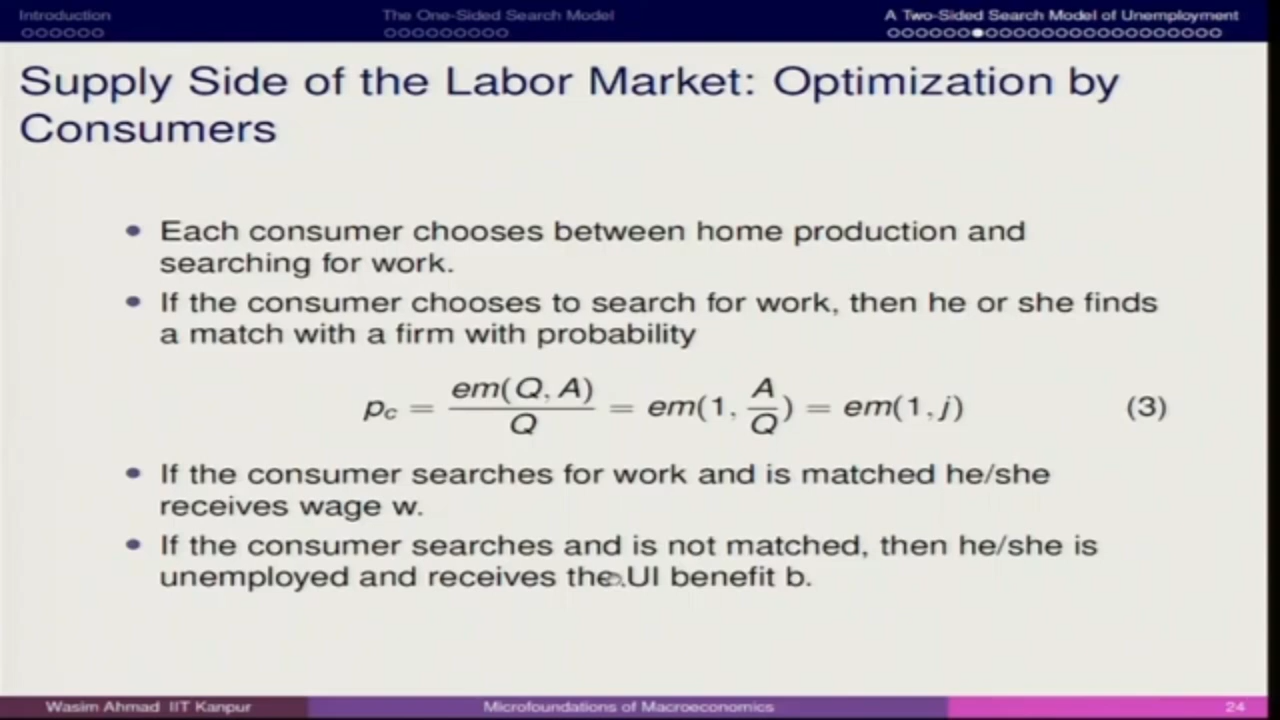 Introduction
The One-Sided Search Model
A Two-Sided Search Model of Unemployment
Supply Side of the Labor Market: Optimization by
Consumers
Each consumer chooses between home production and
searching for work.
If the consumer chooses to search for work, then he or she finds
a match with a firm with probability
p_c = em(Q, A) / Q = em(1, A/Q) = em(1, j) (3)
If the consumer searches for work and is matched he/she
receives wage w.
If the consumer searches and is not matched, then he/she is
unemployed and receives the UI benefit b.
Wasim Ahmad IIT Kanpur
Microfoundations of Macroeconomics
24